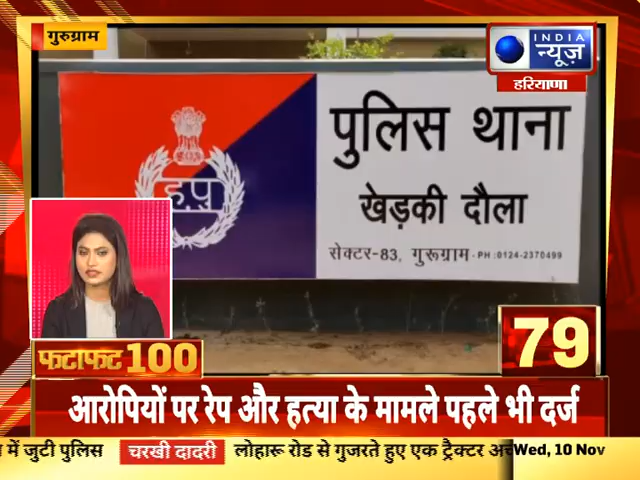 गुरुग्राम
INDIA
न्यूज़
हरियाणा
पुलिस थाना
खेड़की दौला
सेक्टर-83, गुरूग्राम - PH : 0124-2370499
ह पु
79
फटाफट 100
आरोपियों पर रेप और हत्या के मामले पहले भी दर्ज
में जुटी पुलिस चरखी दादरी लोहारू रोड से गुजरते हुए एक ट्रैक्टर Wed, 10 Nov